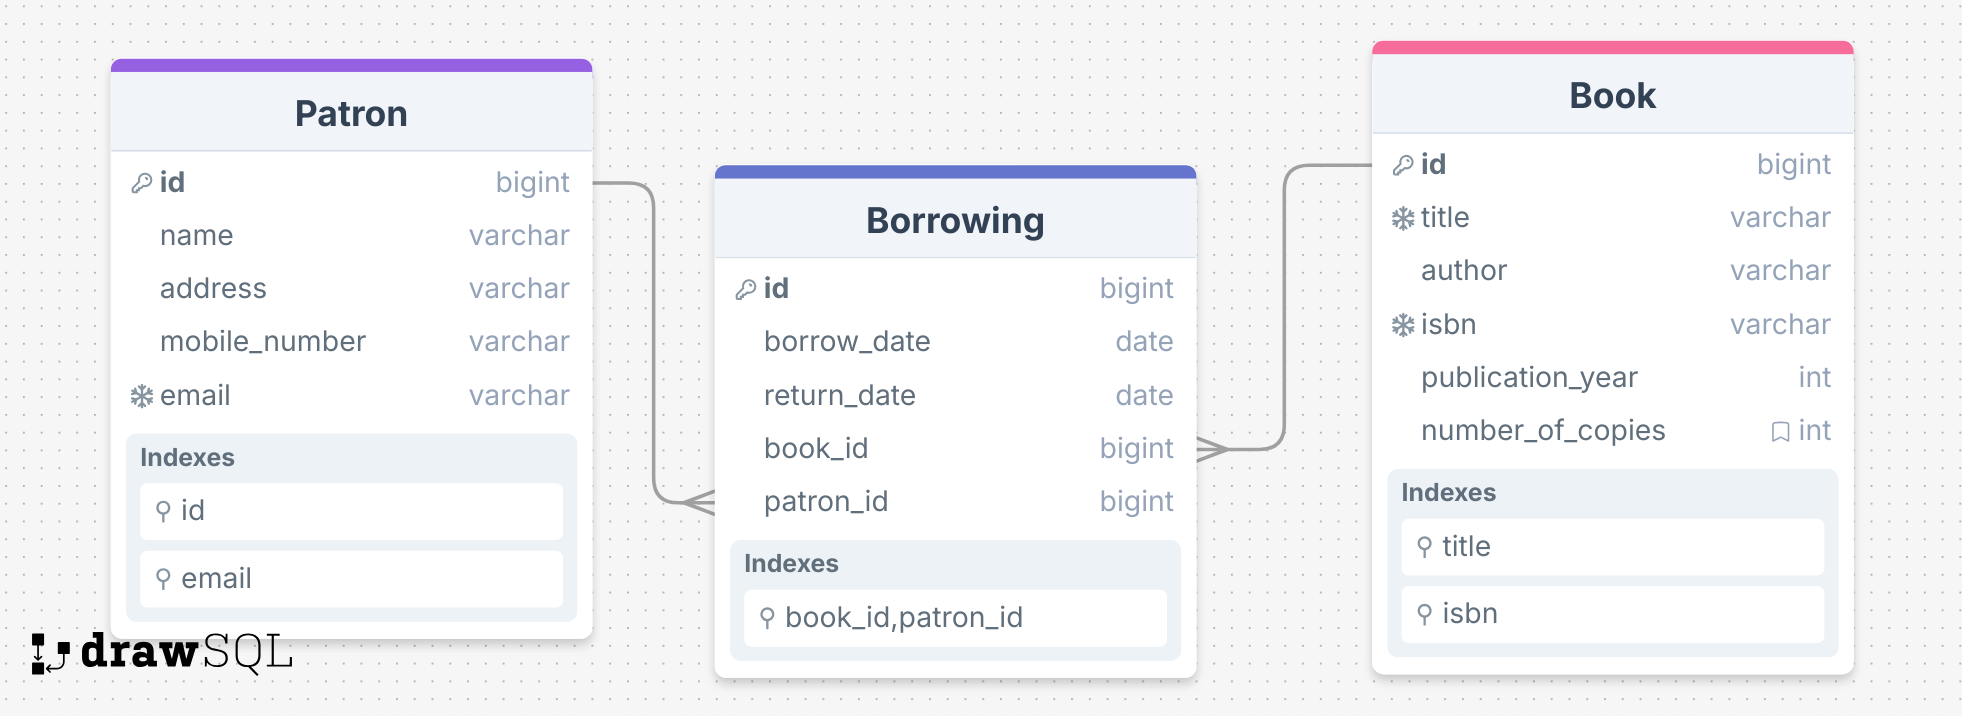 Patron
id bigint
name varchar
address varchar
mobile_number varchar
email varchar
Indexes
id
email
Borrowing
id bigint
borrow_date date
return_date date
book_id bigint
patron_id bigint
Indexes
book_id,patron_id
Book
id bigint
title varchar
author varchar
isbn varchar
publication_year int
number_of_copies int
Indexes
title
isbn
drawSQL